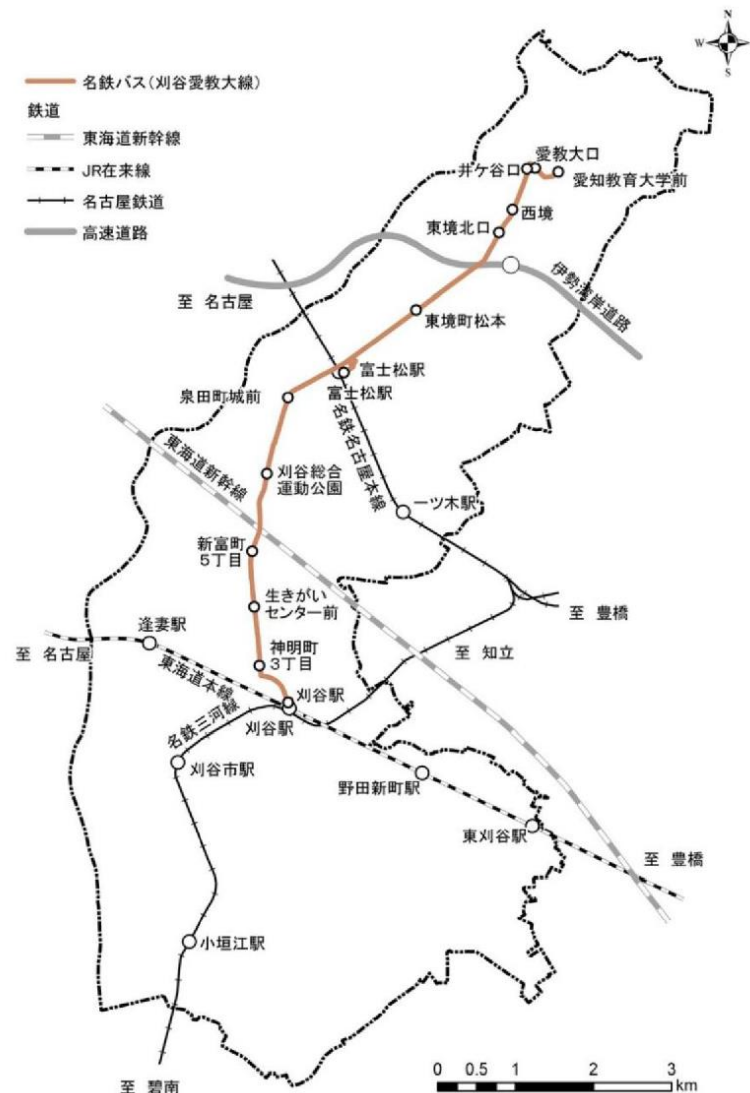 N
W
E
S
名鉄バス(刈谷愛教大線)
鉄道
東海道新幹線
JR在来線
名古屋鉄道
高速道路
愛教大口
井ケ谷口
愛知教育大学前
西境
東境北口
伊勢湾岸道路
至 名古屋
東境町松本
富士松駅
富士松駅
泉田町城前
名鉄名古屋本線
東海道新幹線
刈谷総合
運動公園
一ツ木駅
新富町
5丁目
生きがい
センター前
至 豊橋
逢妻駅
神明町
3丁目
至 知立
至 名古屋
東海道本線
刈谷駅
刈谷駅
名鉄三河線
刈谷市駅
野田新町駅
東刈谷駅
至 豊橋
小垣江駅
至 碧南
0 0.5 1 2 3
km